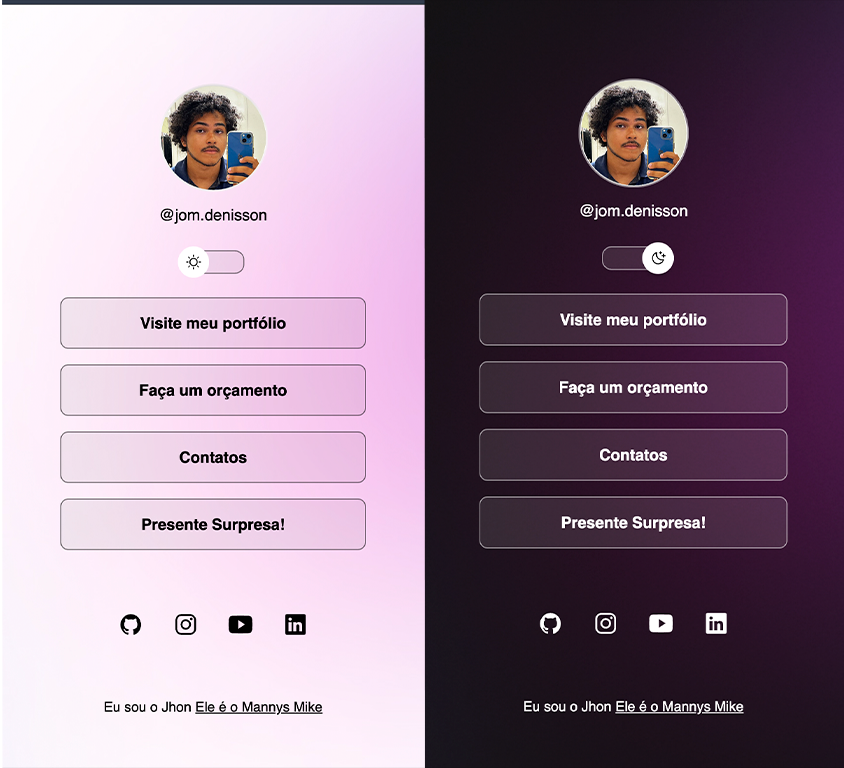 @jom.denisson
Visite meu portfólio
Faça um orçamento
Contatos
Presente Surpresa!
Eu sou o Jhon Ele é o Mannys Mike
@jom.denisson
Visite meu portfólio
Faça um orçamento
Contatos
Presente Surpresa!
Eu sou o Jhon Ele é o Mannys Mike